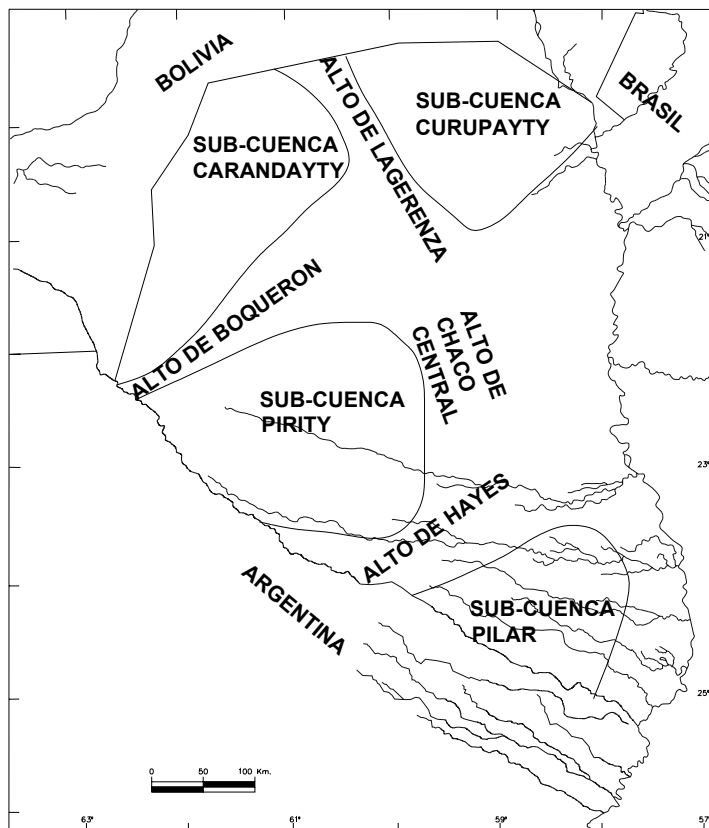 BOLIVIA
BRASIL
ALTO DE LAGERENZA
SUB-CUENCA
CURUPAYTY
SUB-CUENCA
CARANDAYTY
21°
ALTO DE BOQUERON
ALTO DE
CHACO
CENTRAL
SUB-CUENCA
PIRITY
23°
ALTO DE HAYES
ARGENTINA
SUB-CUENCA
PILAR
25°
0 50 100 Km.
63° 61° 59° 57°